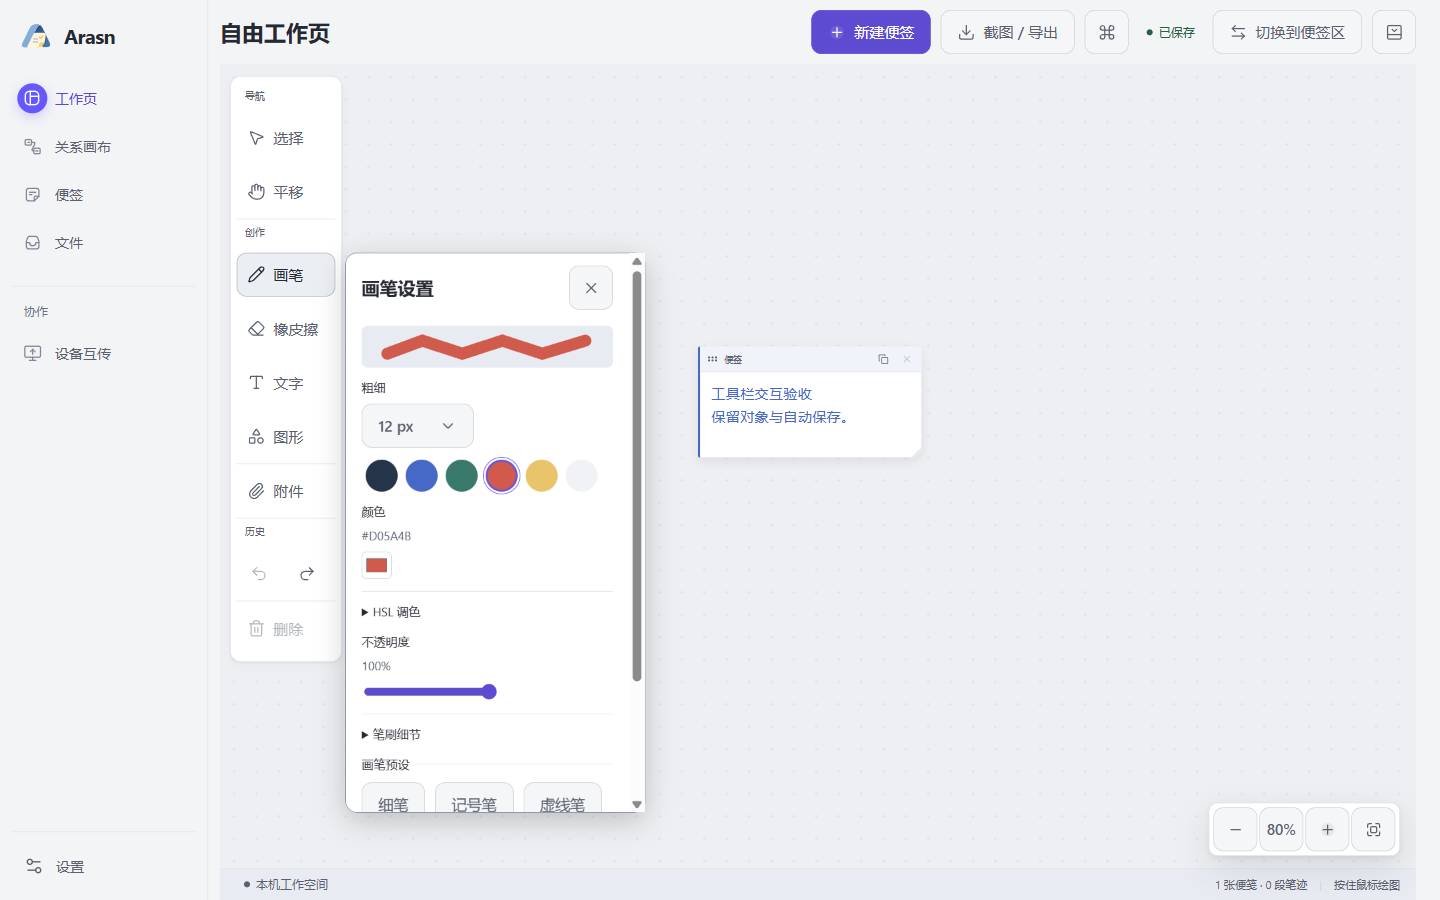 Arasn
工作页
关系画布
便签
文件
协作
设备互传
设置
自由工作页
新建便签
截图 / 导出
已保存
切换到便签区
导航
选择
平移
创作
画笔
橡皮擦
文字
图形
附件
历史
删除
画笔设置
粗细
12 px
颜色
#D05A4B
HSL 调色
不透明度
100%
笔刷细节
画笔预设
细笔
记号笔
虚线笔
便签
工具栏交互验收
保留对象与自动保存。
80%
本机工作空间
1 张便笺 · 0 段笔迹
按住鼠标绘图